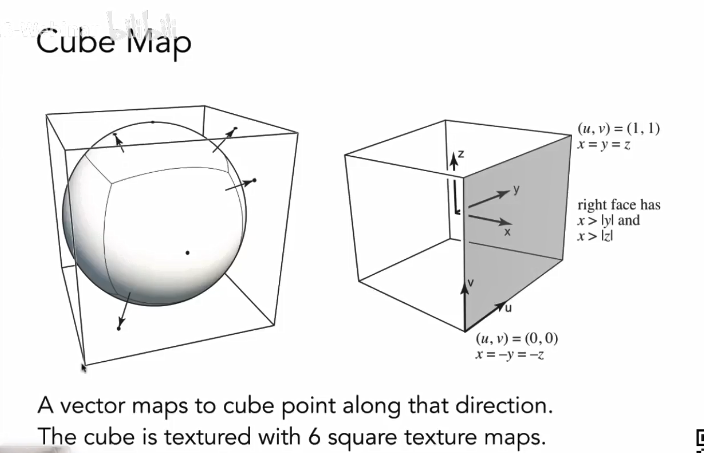 Cube Map
bilibili
z
y
x
v
u
(u, v) = (1, 1)
x = y = z
right face has
x > |y| and
x > |z|
(u, v) = (0, 0)
x = –y = –z
A vector maps to cube point along that direction.
The cube is textured with 6 square texture maps.